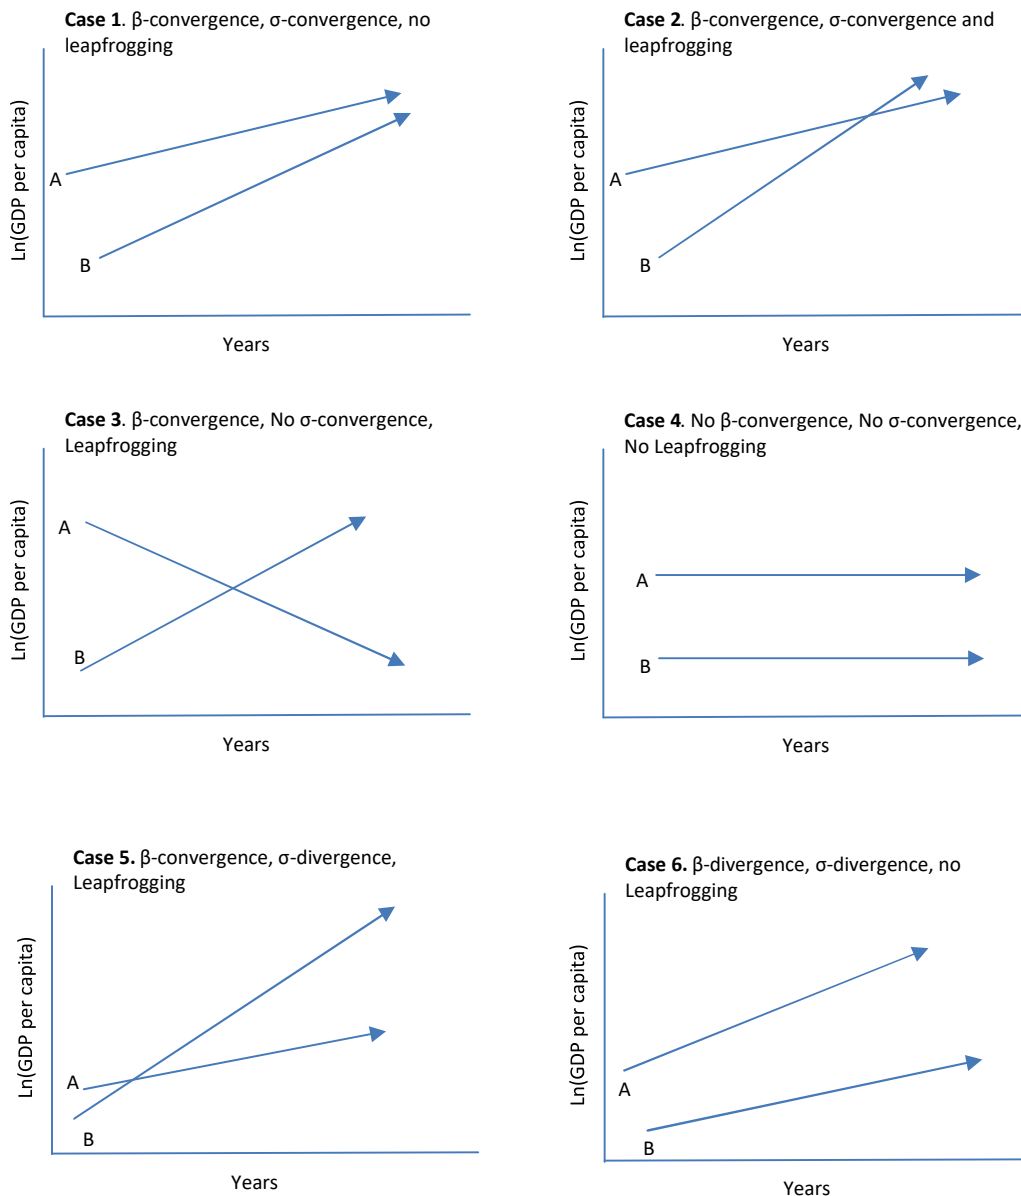 Case 1. β-convergence, σ-convergence, no
leapfrogging
Ln(GDP per capita)
A
B
Years
Case 2. β-convergence, σ-convergence and
leapfrogging
Ln(GDP per capita)
A
B
Years
Case 3. β-convergence, No σ-convergence,
Leapfrogging
Ln(GDP per capita)
A
B
Years
Case 4. No β-convergence, No σ-convergence,
No Leapfrogging
Ln(GDP per capita)
A
B
Years
Case 5. β-convergence, σ-divergence,
Leapfrogging
Ln(GDP per capita)
A
B
Years
Case 6. β-divergence, σ-divergence, no
Leapfrogging
Ln(GDP per capita)
A
B
Years